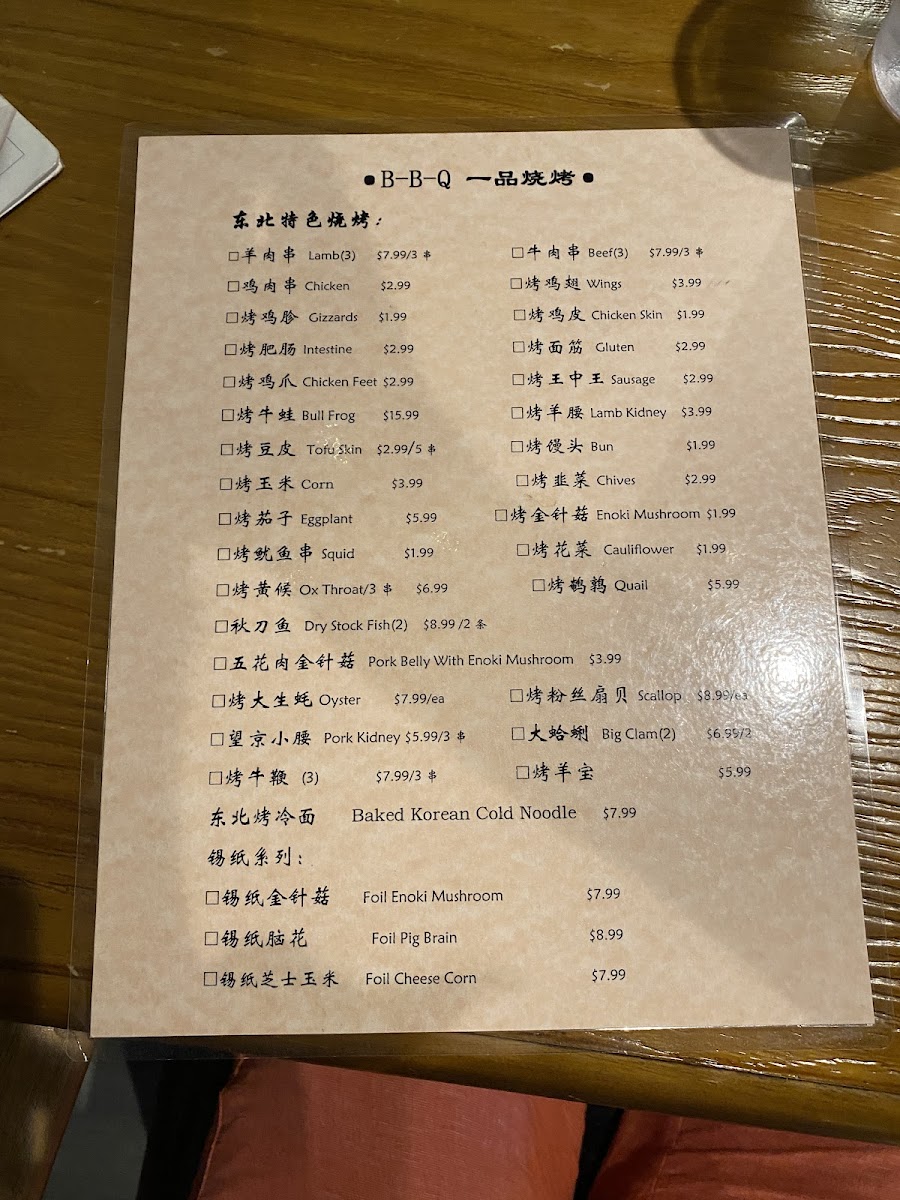 ●B-B-Q 一品烧烤●
东北特色烧烤:
□羊肉串 Lamb(3) $7.99/3 串 □牛肉串 Beef(3) $7.99/3 串
□鸡肉串 Chicken $2.99 □烤鸡翅 Wings $3.99
□烤鸡胗 Gizzards $1.99 □烤鸡皮 Chicken Skin $1.99
□烤肥肠 Intestine $2.99 □烤面筋 Gluten $2.99
□烤鸡爪 Chicken Feet $2.99 □烤王中王 Sausage $2.99
□烤牛蛙 Bull Frog $15.99 □烤羊腰 Lamb Kidney $3.99
□烤豆皮 Tofu Skin $2.99/5 串 □烤馒头 Bun $1.99
□烤玉米 Corn $3.99 □烤韭菜 Chives $2.99
□烤茄子 Eggplant $5.99 □烤金针菇 Enoki Mushroom $1.99
□烤鱿鱼串 Squid $1.99 □烤花菜 Cauliflower $1.99
□烤黄候 Ox Throat/3 串 $6.99 □烤鹌鹑 Quail $5.99
□秋刀鱼 Dry Stock Fish(2) $8.99 /2 条
□五花肉金针菇 Pork Belly With Enoki Mushroom $3.99
□烤大生蚝 Oyster $7.99/ea □烤粉丝扇贝 Scallop $8.99/ea
□望京小腰 Pork Kidney $5.99/3 串 □大蛤蜊 Big Clam(2) $6.99/2
□烤牛鞭 (3) $7.99/3 串 □烤羊宝 $5.99
东北烤冷面 Baked Korean Cold Noodle $7.99
锡纸系列:
□锡纸金针菇 Foil Enoki Mushroom $7.99
□锡纸脑花 Foil Pig Brain $8.99
□锡纸芝士玉米 Foil Cheese Corn $7.99